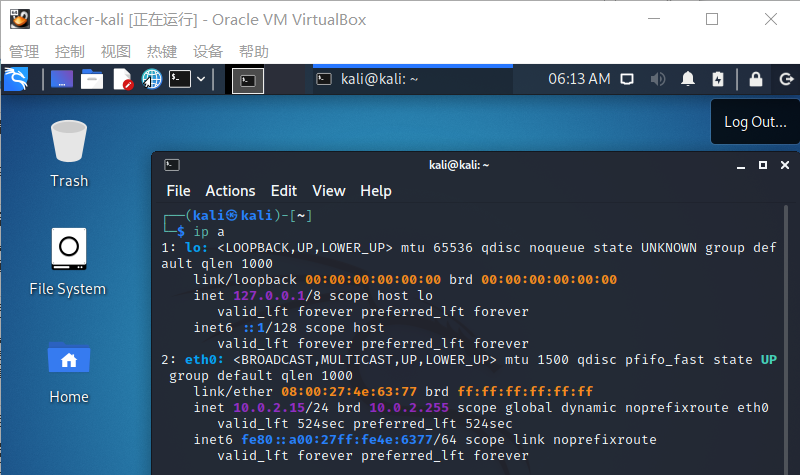 attacker-kali [正在运行] - Oracle VM VirtualBox
管理 控制 视图 热键 设备 帮助
kali@kali: ~ 06:13 AM
Log Out...
Trash
File System
Home
kali@kali: ~
File Actions Edit View Help
┌──(kali㉿kali)-[~]
└─$ ip a
1: lo: <LOOPBACK,UP,LOWER_UP> mtu 65536 qdisc noqueue state UNKNOWN group def
ault qlen 1000
link/loopback 00:00:00:00:00:00 brd 00:00:00:00:00:00
inet 127.0.0.1/8 scope host lo
valid_lft forever preferred_lft forever
inet6 ::1/128 scope host
valid_lft forever preferred_lft forever
2: eth0: <BROADCAST,MULTICAST,UP,LOWER_UP> mtu 1500 qdisc pfifo_fast state UP
group default qlen 1000
link/ether 08:00:27:4e:63:77 brd ff:ff:ff:ff:ff:ff
inet 10.0.2.15/24 brd 10.0.2.255 scope global dynamic noprefixroute eth0
valid_lft 524sec preferred_lft 524sec
inet6 fe80::a00:27ff:fe4e:6377/64 scope link noprefixroute
valid_lft forever preferred_lft forever